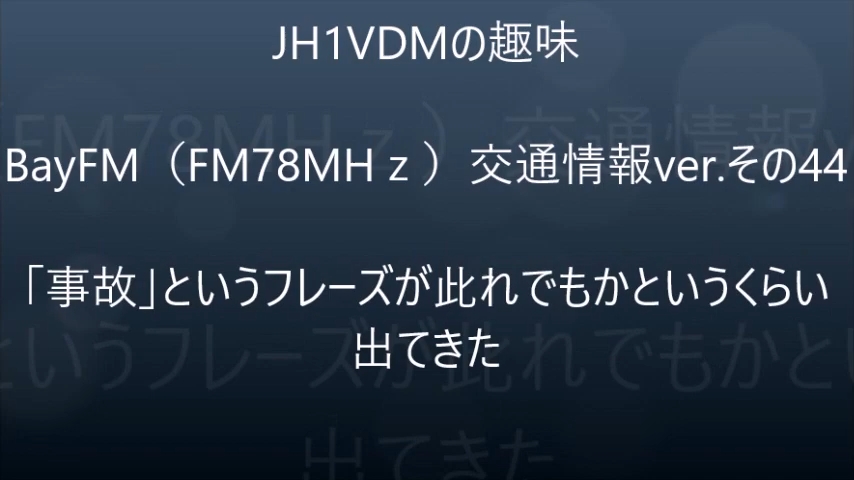 JH1VDMの趣味
BayFM（FM78MHｚ）交通情報ver.その44
「事故」というフレーズが此れでもかというくらい
出てきた